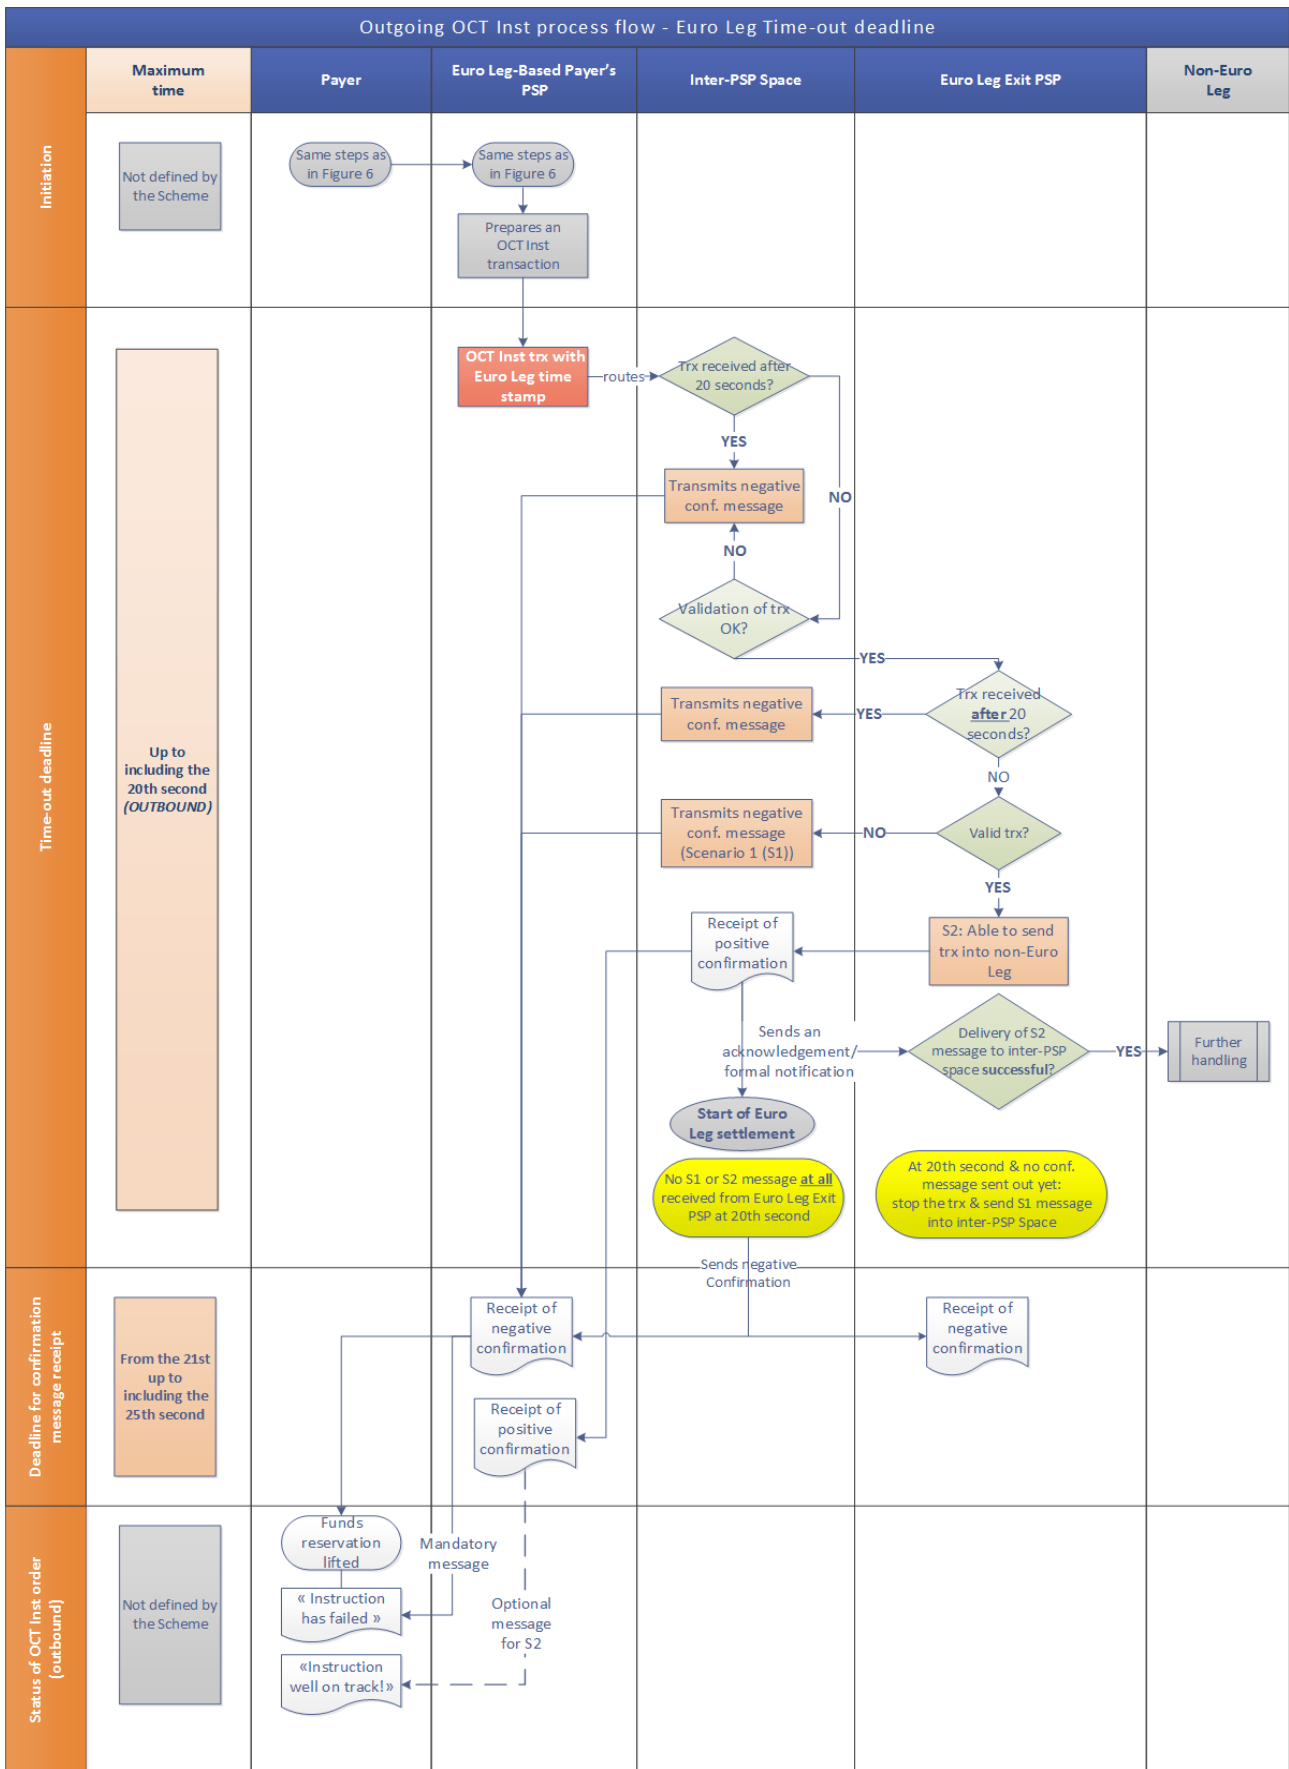 Outgoing OCT Inst process flow - Euro Leg Time-out deadline
Maximum
time
Payer
Euro Leg-Based Payer's
PSP
Inter-PSP Space
Euro Leg Exit PSP
Non-Euro
Leg
Initiation
Not defined by
the Scheme
Same steps as
in Figure 6
Same steps as
in Figure 6
Prepares an
OCT Inst
transaction
Time-out deadline
Up to
including the
20th second
(OUTBOUND)
OCT Inst trx with
Euro Leg time
stamp
routes
Trx received after
20 seconds?
YES
NO
Transmits negative
conf. message
NO
Validation of trx
OK?
YES
Trx received
after 20
seconds?
YES
Transmits negative
conf. message
NO
Valid trx?
NO
Transmits negative
conf. message
(Scenario 1 (S1))
YES
S2: Able to send
trx into non-Euro
Leg
Receipt of
positive
confirmation
Sends an
acknowledgement/
formal notification
Delivery of S2
message to inter-PSP
space successful?
YES
Further
handling
Start of Euro
Leg settlement
No S1 or S2 message at all
received from Euro Leg Exit
PSP at 20th second
At 20th second & no conf.
message sent out yet:
stop the trx & send S1 message
into inter-PSP Space
Sends negative
Confirmation
Deadline for confirmation
message receipt
From the 21st
up to
including the
25th second
Receipt of
negative
confirmation
Receipt of
negative
confirmation
Receipt of
positive
confirmation
Status of OCT Inst order
(outbound)
Not defined by
the Scheme
Funds
reservation
lifted
Mandatory
message
« Instruction
has failed »
Optional
message
for S2
«Instruction
well on track!»